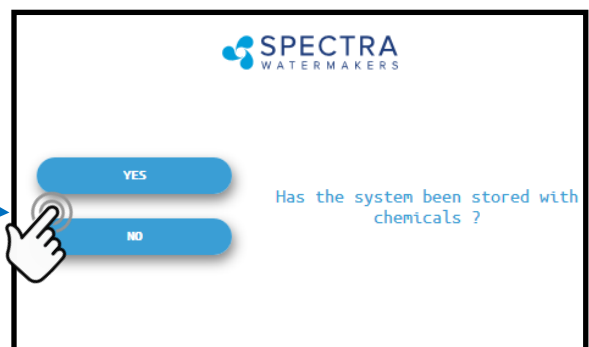 SPECTRA
WATERMAKERS
YES
Has the system been stored with
chemicals ?
NO